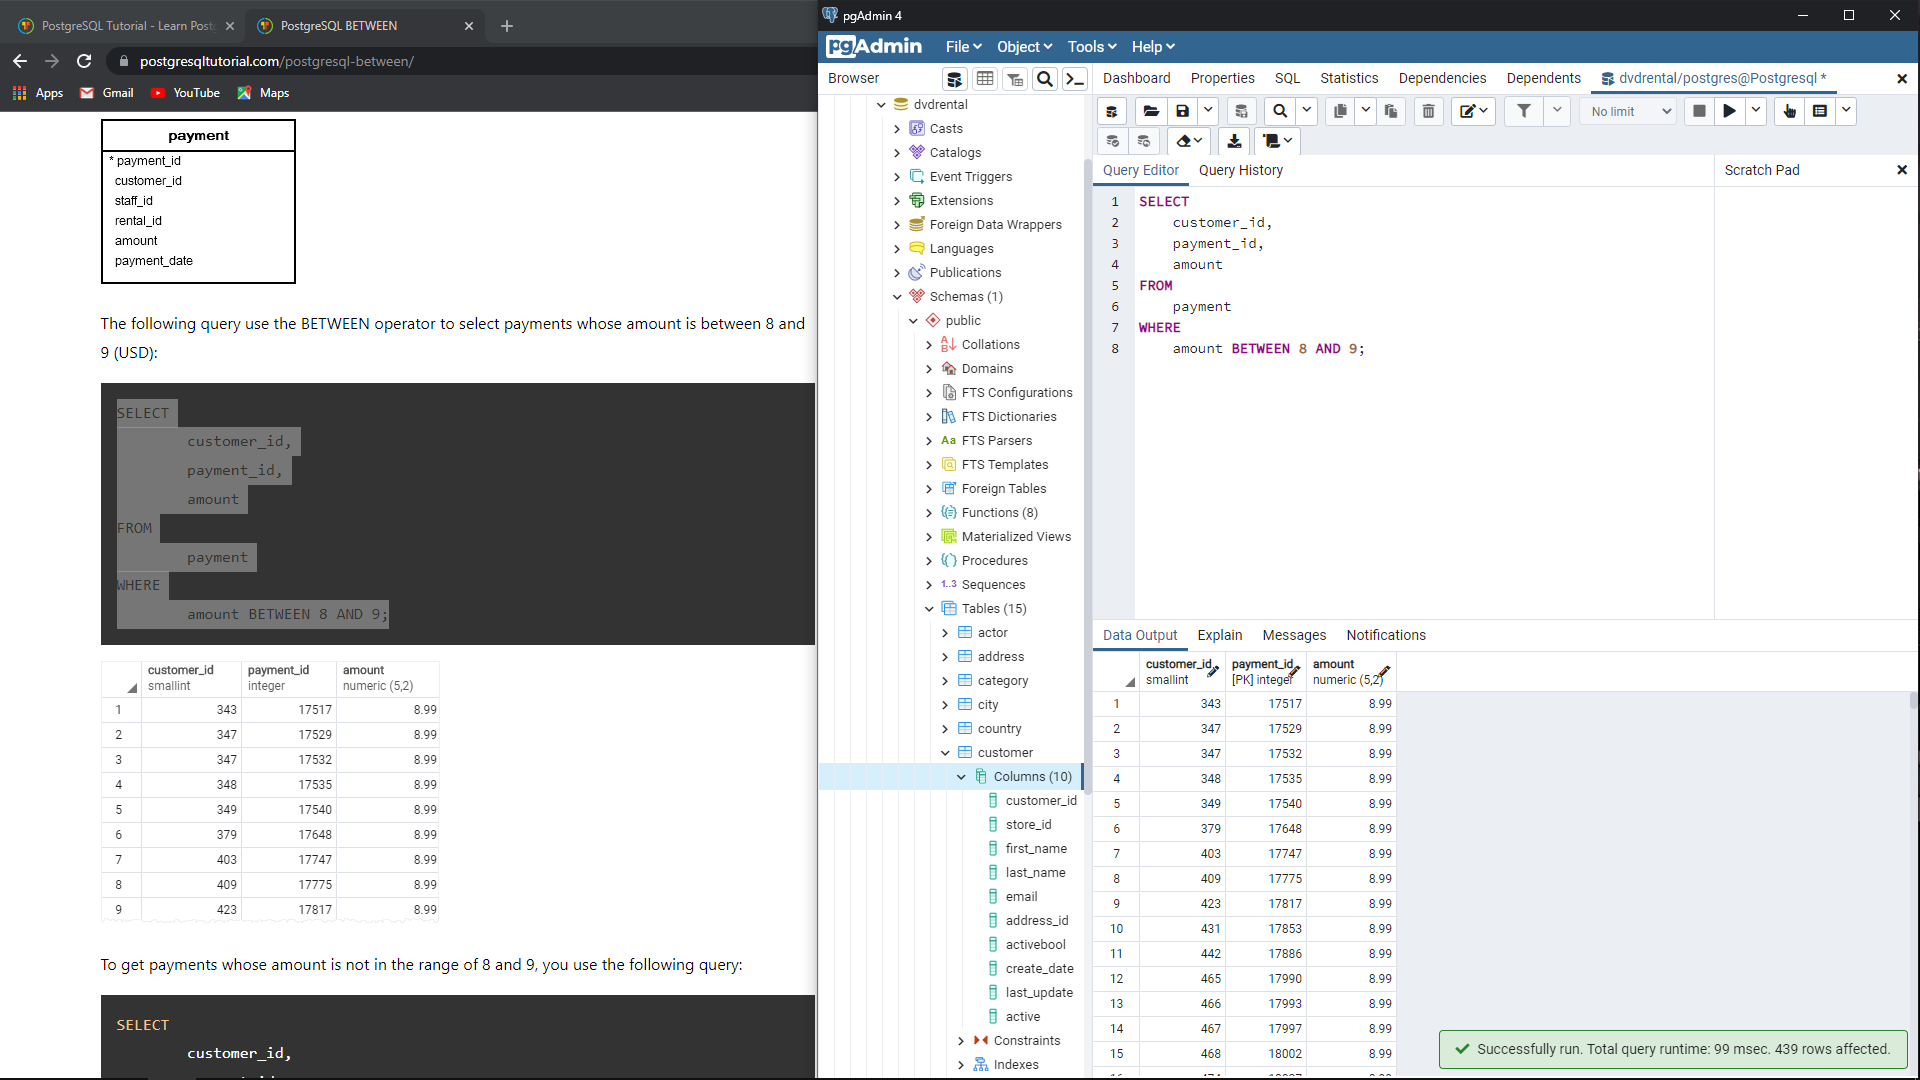 PostgreSQL Tutorial - Learn Post
PostgreSQL BETWEEN
postgresqltutorial.com/postgresql-between/
Apps
Gmail
YouTube
Maps
payment
* payment_id
customer_id
staff_id
rental_id
amount
payment_date
The following query use the BETWEEN operator to select payments whose amount is between 8 and
9 (USD):
SELECT
customer_id,
payment_id,
amount
FROM
payment
WHERE
amount BETWEEN 8 AND 9;
customer_id payment_id amount
smallint integer numeric (5,2)
1 343 17517 8.99
2 347 17529 8.99
3 347 17532 8.99
4 348 17535 8.99
5 349 17540 8.99
6 379 17648 8.99
7 403 17747 8.99
8 409 17775 8.99
9 423 17817 8.99
To get payments whose amount is not in the range of 8 and 9, you use the following query:
SELECT
customer_id,
pgAdmin 4
pgAdmin
File
Object
Tools
Help
Browser
dvdrental
Casts
Catalogs
Event Triggers
Extensions
Foreign Data Wrappers
Languages
Publications
Schemas (1)
public
Collations
Domains
FTS Configurations
FTS Dictionaries
Aa FTS Parsers
FTS Templates
Foreign Tables
Functions (8)
Materialized Views
Procedures
1..3 Sequences
Tables (15)
actor
address
category
city
country
customer
Columns (10)
customer_id
store_id
first_name
last_name
email
address_id
activebool
create_date
last_update
active
Constraints
Indexes
Dashboard
Properties
SQL
Statistics
Dependencies
Dependents
dvdrental/postgres@Postgresql *
No limit
Query Editor
Query History
Scratch Pad
1 SELECT
2 customer_id,
3 payment_id,
4 amount
5 FROM
6 payment
7 WHERE
8 amount BETWEEN 8 AND 9;
Data Output
Explain
Messages
Notifications
customer_id payment_id amount
smallint [PK] integer numeric (5,2)
1 343 17517 8.99
2 347 17529 8.99
3 347 17532 8.99
4 348 17535 8.99
5 349 17540 8.99
6 379 17648 8.99
7 403 17747 8.99
8 409 17775 8.99
9 423 17817 8.99
10 431 17853 8.99
11 442 17886 8.99
12 465 17990 8.99
13 466 17993 8.99
14 467 17997 8.99
15 468 18002 8.99
Successfully run. Total query runtime: 99 msec. 439 rows affected.